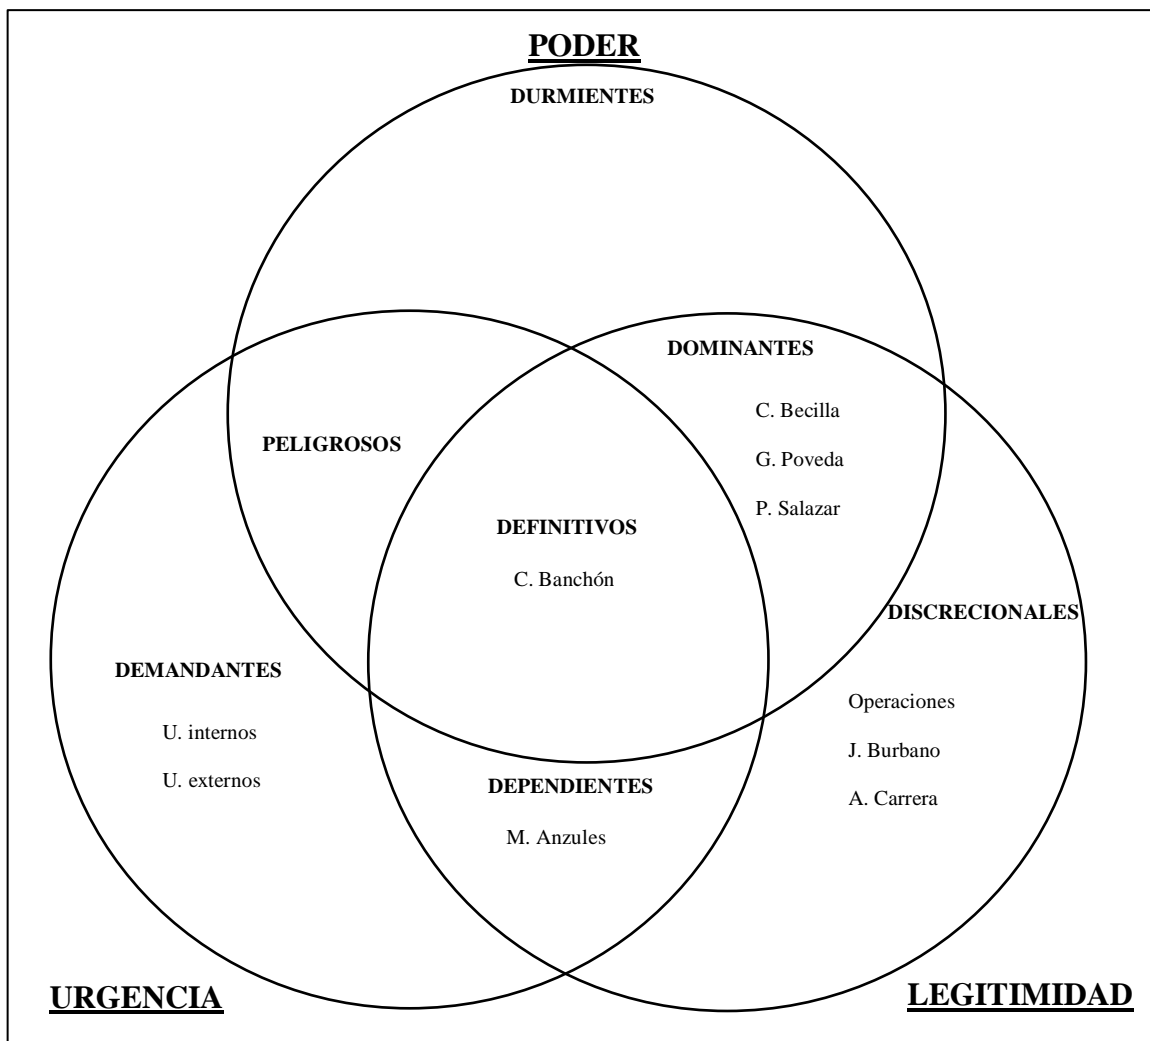 PODER
DURMIENTES
DOMINANTES
C. Becilla
G. Poveda
P. Salazar
PELIGROSOS
DEFINITIVOS
C. Banchón
DISCRECIONALES
Operaciones
J. Burbano
A. Carrera
DEMANDANTES
U. internos
U. externos
DEPENDIENTES
M. Anzules
URGENCIA
LEGITIMIDAD